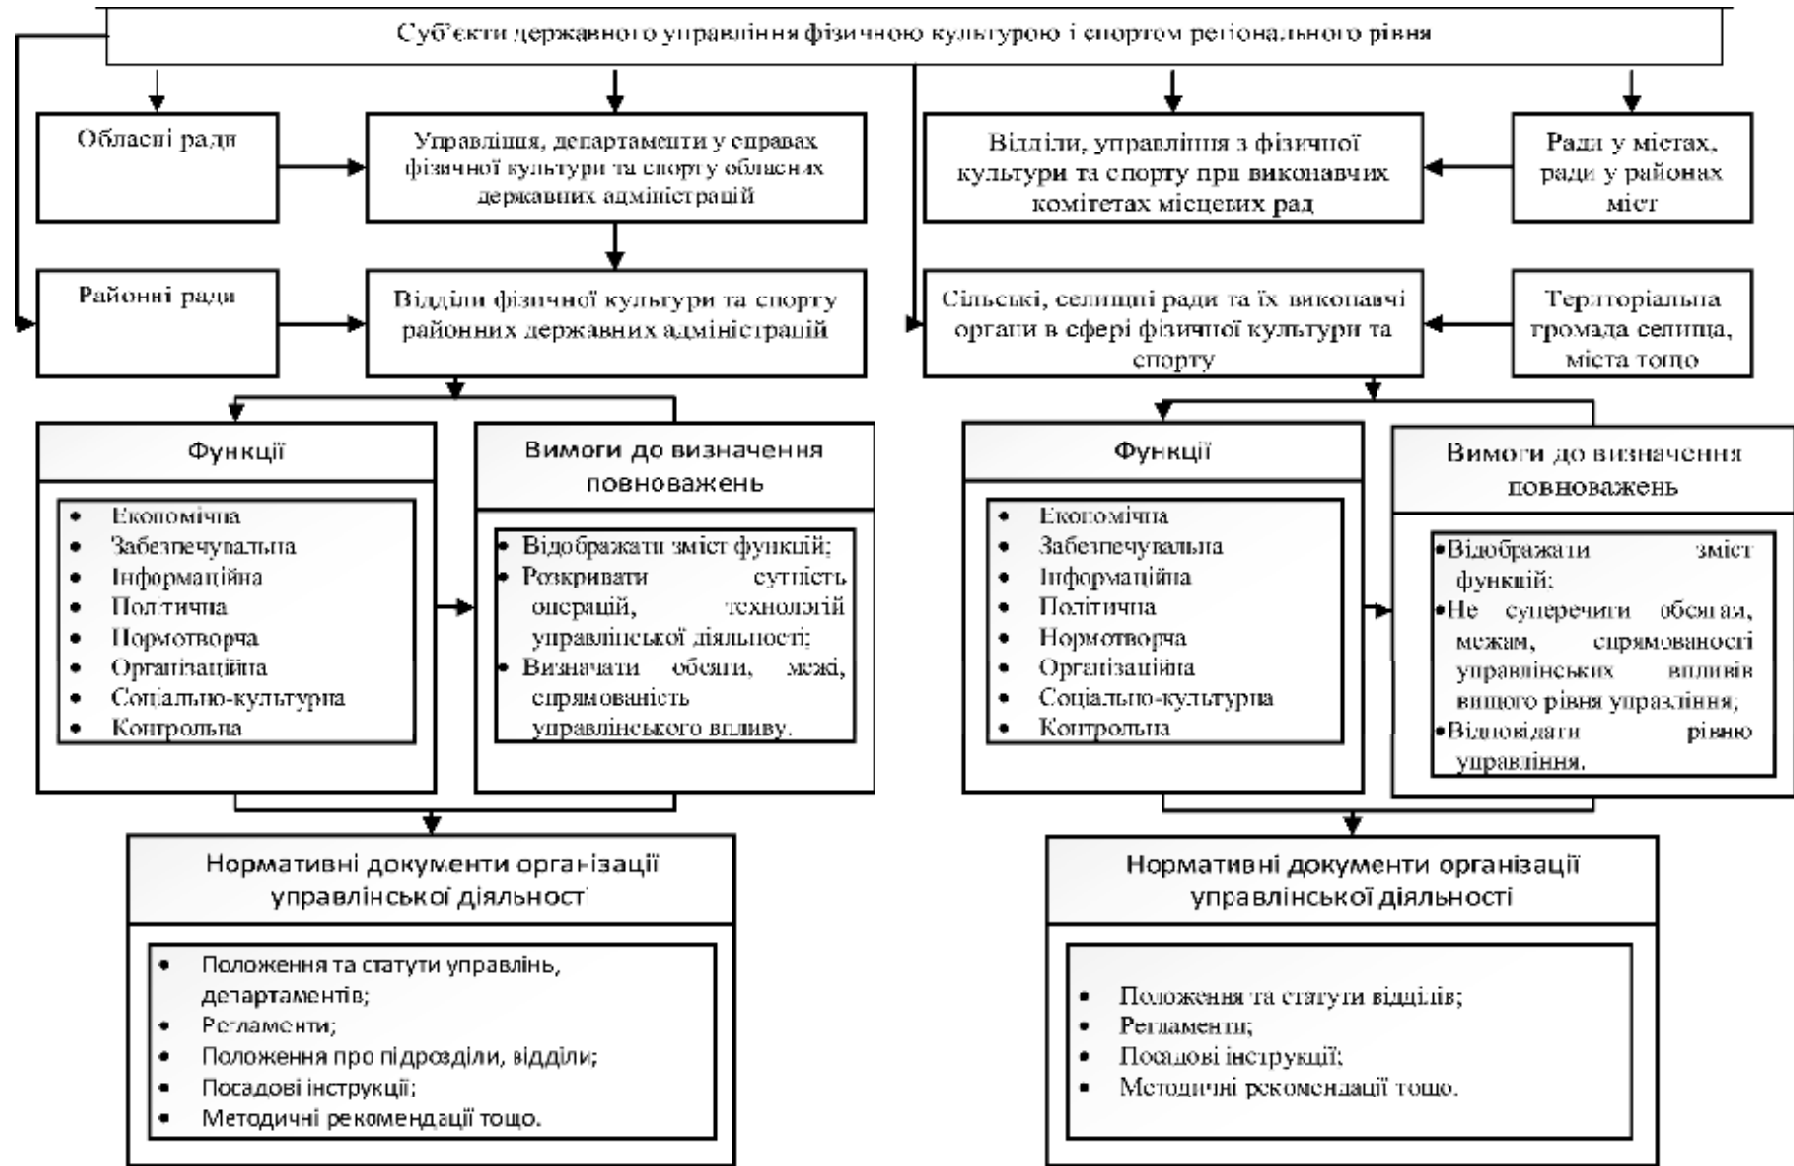 Суб'єкти державного управління фізичною культурою і спортом регіонального рівня
Обласні ради
Управління, департаменти у справах
фізичної культури та спорту обласних
державних адміністрацій
Відділи, управління з фізичної
культури та спорту при виконавчих
комітетах місцевих рад
Ради у містах,
ради у районах
міст
Районні ради
Відділи фізичної культури та спорту
районних державних адміністрацій
Сільські, селищні ради та їх виконавчі
органи в сфері фізичної культури та
спорту
Територіальна
громада селища,
міста тощо
Функції
• Економічна
• Забезпечувальна
• Інформаційна
• Політична
• Нормотворча
• Організаційна
• Соціально-культурна
• Контрольна
Вимоги до визначення
повноважень
• Відображати зміст функцій;
• Розкривати сутність
операцій, технологій
управлінської діяльності;
• Визначати обсяги, межі,
спрямованість
управлінського впливу.
Функції
• Економічна
• Забезпечувальна
• Інформаційна
• Політична
• Нормотворча
• Організаційна
• Соціально-культурна
• Контрольна
Вимоги до визначення
повноважень
• Відображати зміст
функцій;
• Не суперечити обсягам,
межам, спрямованості
управлінських впливів
вищого рівня управління;
• Відповідати рівню
управління.
Нормативні документи організації
управлінської діяльності
• Положення та статути управлінь,
департаментів;
• Регламенти;
• Положення про підрозділи, відділи;
• Посадові інструкції;
• Методичні рекомендації тощо.
Нормативні документи організації
управлінської діяльності
• Положення та статути відділів;
• Регламенти;
• Посадові інструкції;
• Методичні рекомендації тощо.